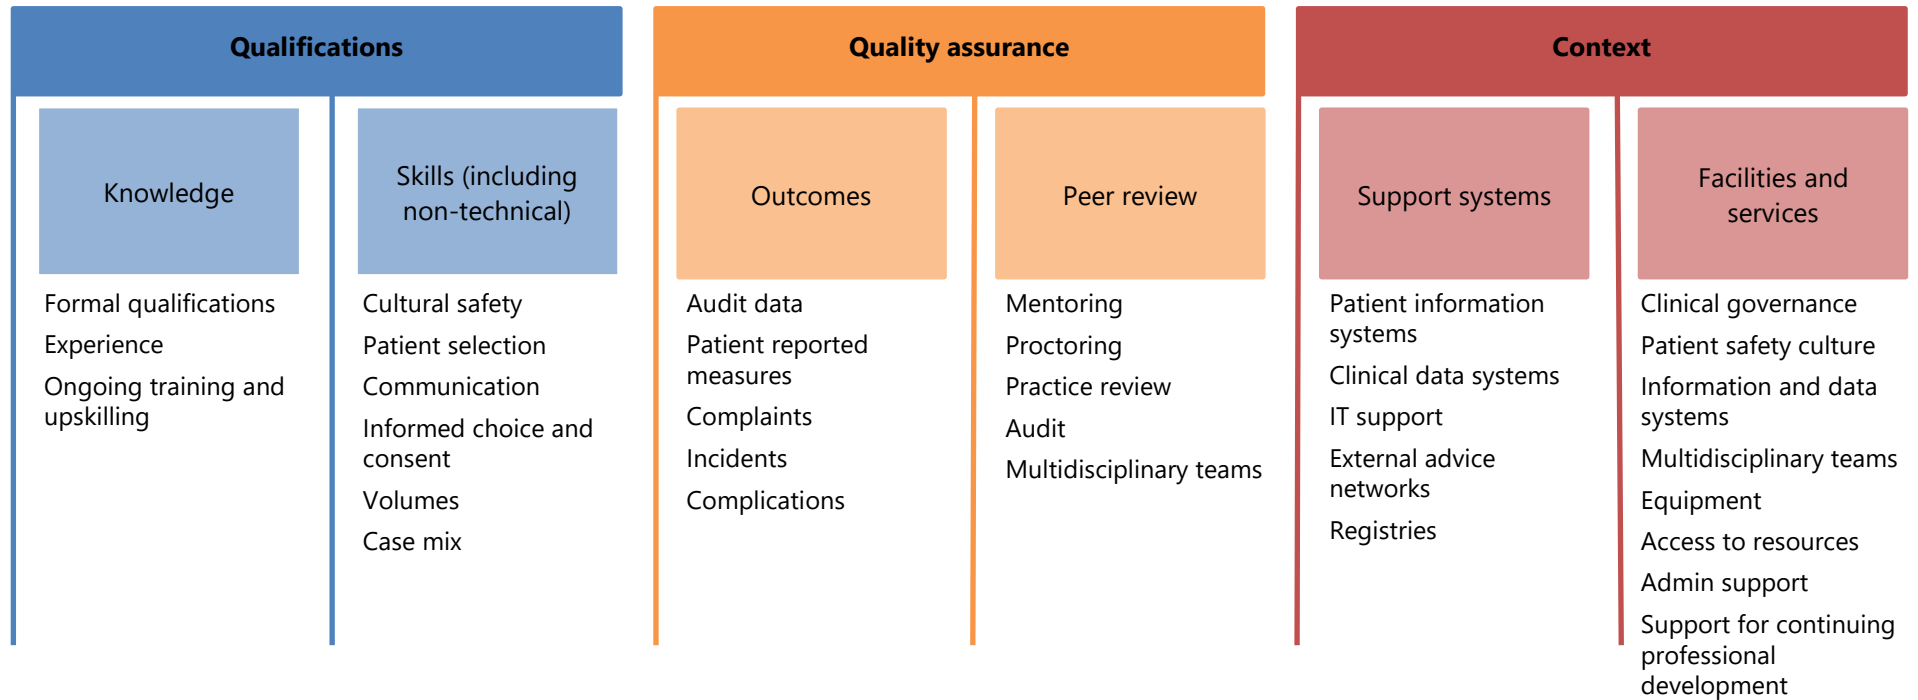 Qualifications
Knowledge
Formal qualifications
Experience
Ongoing training and
upskilling
Skills (including
non-technical)
Cultural safety
Patient selection
Communication
Informed choice and
consent
Volumes
Case mix
Quality assurance
Outcomes
Audit data
Patient reported
measures
Complaints
Incidents
Complications
Peer review
Mentoring
Proctoring
Practice review
Audit
Multidisciplinary teams
Context
Support systems
Patient information
systems
Clinical data systems
IT support
External advice
networks
Registries
Facilities and
services
Clinical governance
Patient safety culture
Information and data
systems
Multidisciplinary teams
Equipment
Access to resources
Admin support
Support for continuing
professional
development